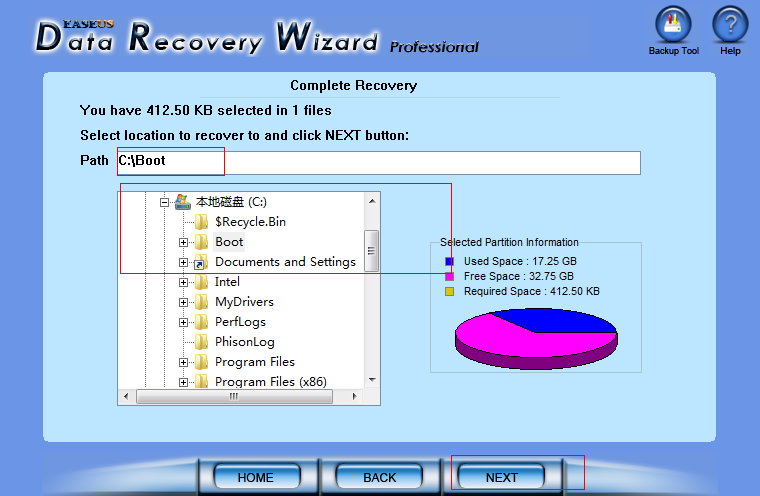 EASEUS
Data Recovery Wizard Professional
Backup Tool
Help
Complete Recovery
You have 412.50 KB selected in 1 files
Select location to recover to and click NEXT button:
Path C:\Boot
本地磁盘 (C:)
$Recycle.Bin
Boot
Documents and Settings
Intel
MyDrivers
PerfLogs
PhisonLog
Program Files
Program Files (x86)
Selected Partition Information
Used Space : 17.25 GB
Free Space : 32.75 GB
Required Space : 412.50 KB
HOME
BACK
NEXT